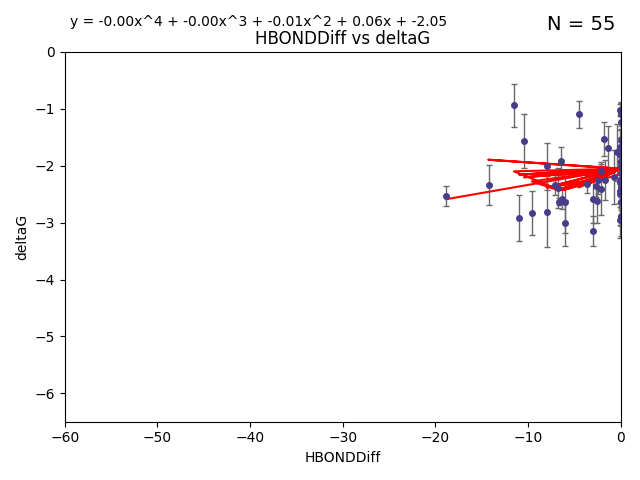 y = -0.00x^4 + -0.00x^3 + -0.01x^2 + 0.06x + -2.05
N = 55
HBONDDiff vs deltaG
0
−1
−2
−3
−4
−5
−6
deltaG
−60 −50 −40 −30 −20 −10 0
HBONDDiff